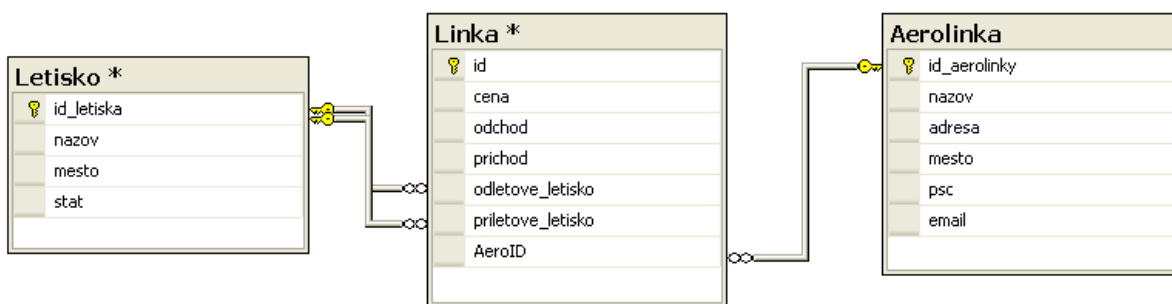 Letisko *
id_letiska
nazov
mesto
stat
Linka *
id
cena
odchod
prichod
odletove_letisko
priletove_letisko
AeroID
Aerolinka
id_aerolinky
nazov
adresa
mesto
psc
email